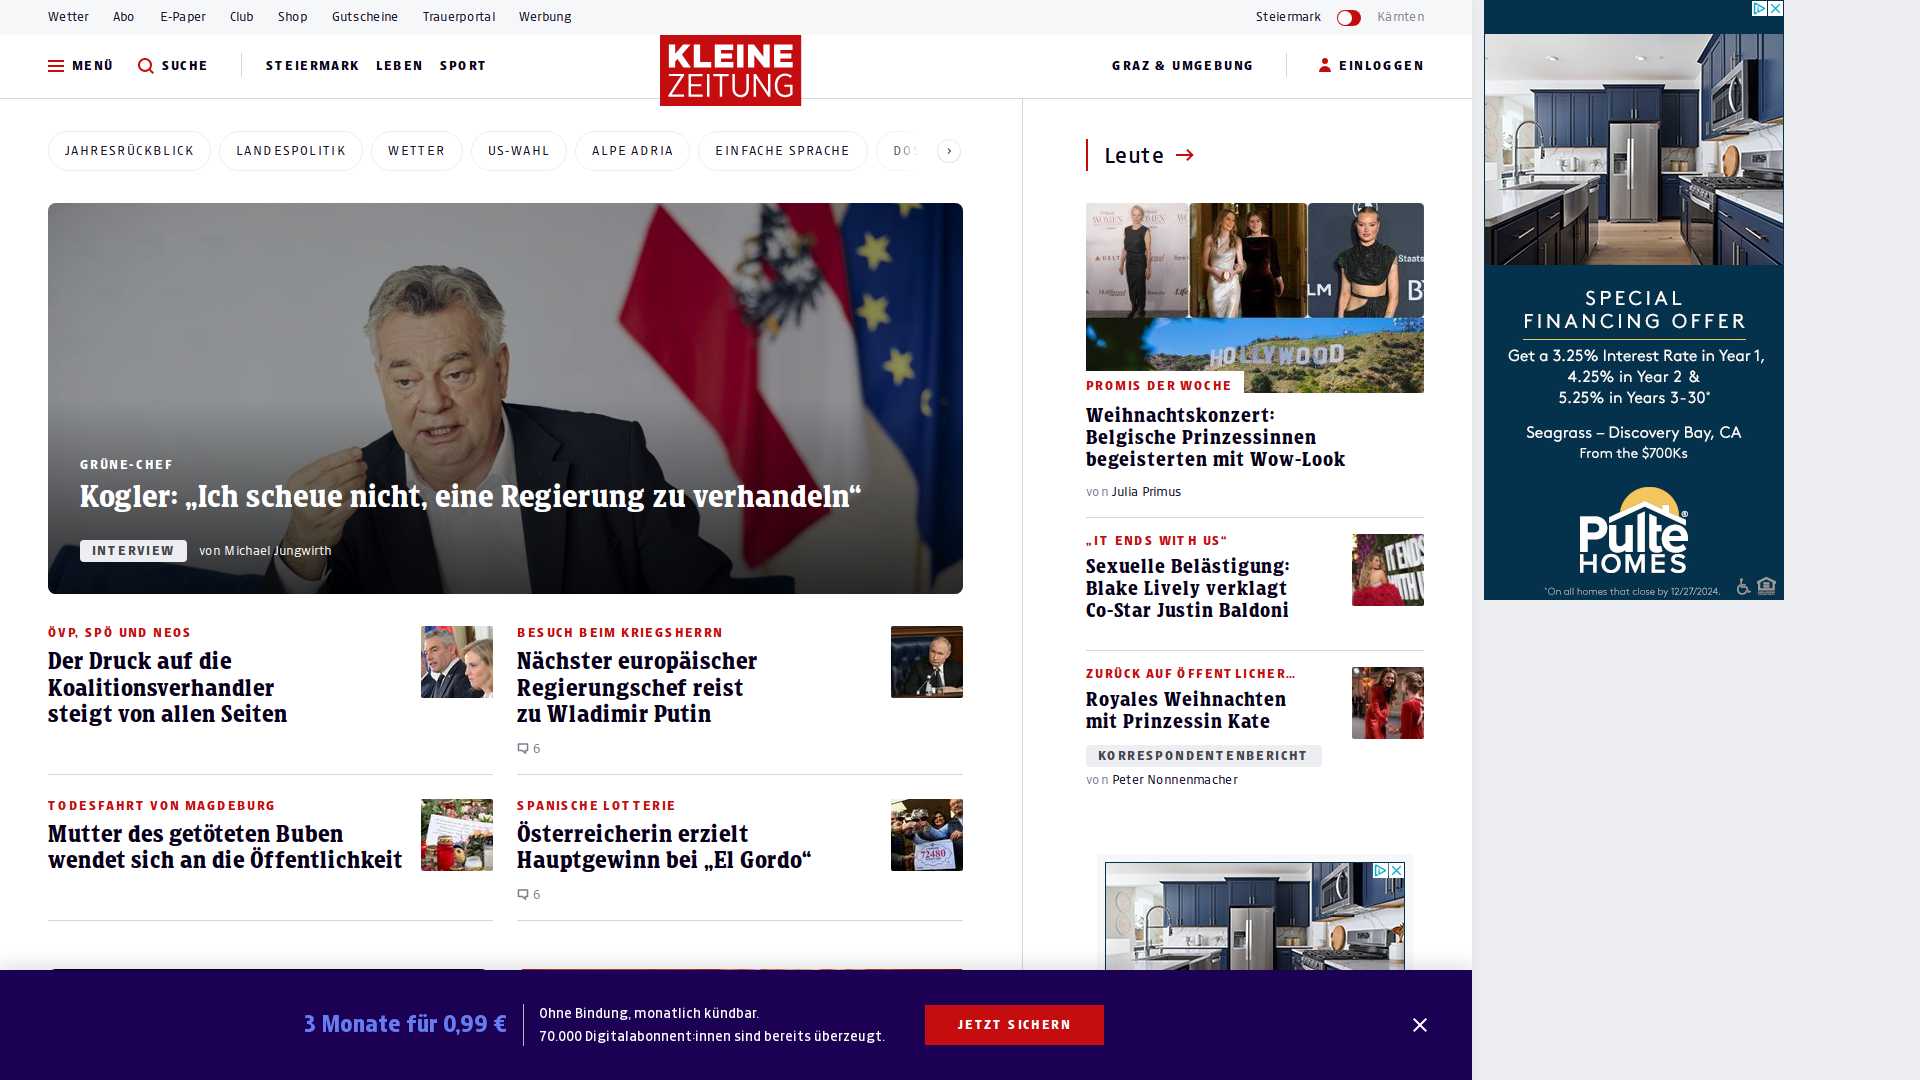 Wetter Abo E-Paper Club Shop Gutscheine Trauerportal Werbung
Steiermark Kärnten
MENÜ SUCHE STEIERMARK LEBEN SPORT
KLEINE
ZEITUNG
GRAZ & UMGEBUNG EINLOGGEN
JAHRESRÜCKBLICK LANDESPOLITIK WETTER US-WAHL ALPE ADRIA EINFACHE SPRACHE
GRÜNE-CHEF
Kogler: „Ich scheue nicht, eine Regierung zu verhandeln“
INTERVIEW von Michael Jungwirth
ÖVP, SPÖ UND NEOS
Der Druck auf die
Koalitionsverhandler
steigt von allen Seiten
BESUCH BEIM KRIEGSHERRN
Nächster europäischer
Regierungschef reist
zu Wladimir Putin
6
TODESFAHRT VON MAGDEBURG
Mutter des getöteten Buben
wendet sich an die Öffentlichkeit
SPANISCHE LOTTERIE
Österreicherin erzielt
Hauptgewinn bei „El Gordo“
6
72480
Leute
HOLLYWOOD
PROMIS DER WOCHE
Weihnachtskonzert:
Belgische Prinzessinnen
begeisterten mit Wow-Look
von Julia Primus
„IT ENDS WITH US“
Sexuelle Belästigung:
Blake Lively verklagt
Co-Star Justin Baldoni
ZURÜCK AUF ÖFFENTLICHER...
Royales Weihnachten
mit Prinzessin Kate
KORRESPONDENTENBERICHT
von Peter Nonnenmacher
SPECIAL
FINANCING OFFER
Get a 3.25% Interest Rate in Year 1,
4.25% in Year 2 &
5.25% in Years 3-30*
Seagrass – Discovery Bay, CA
From the $700Ks
Pulte®
HOMES
*On all homes that close by 12/27/2024.
3 Monate für 0,99 €
Ohne Bindung, monatlich kündbar.
70.000 Digitalabonnent:innen sind bereits überzeugt.
JETZT SICHERN